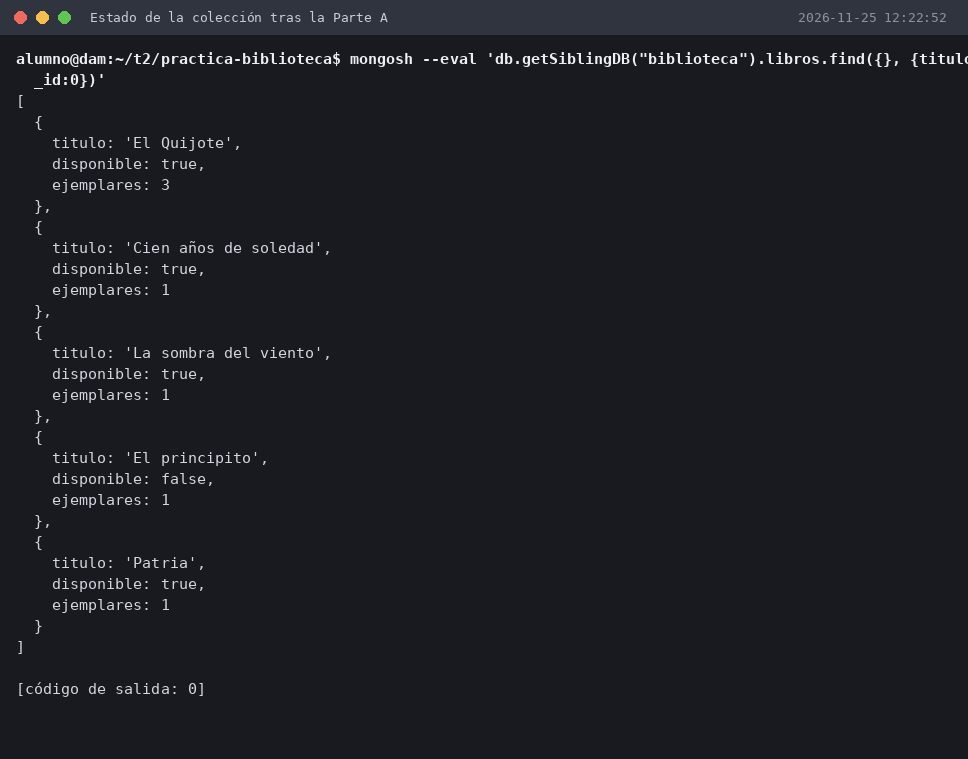 Estado de la colección tras la Parte A
2026-11-25 12:22:52
alumno@dam:~/t2/practica-biblioteca$ mongosh --eval 'db.getSiblingDB("biblioteca").libros.find({}, {titulo
  _id:0})'
[
  {
    titulo: 'El Quijote',
    disponible: true,
    ejemplares: 3
  },
  {
    titulo: 'Cien años de soledad',
    disponible: true,
    ejemplares: 1
  },
  {
    titulo: 'La sombra del viento',
    disponible: true,
    ejemplares: 1
  },
  {
    titulo: 'El principito',
    disponible: false,
    ejemplares: 1
  },
  {
    titulo: 'Patria',
    disponible: true,
    ejemplares: 1
  }
]
[código de salida: 0]